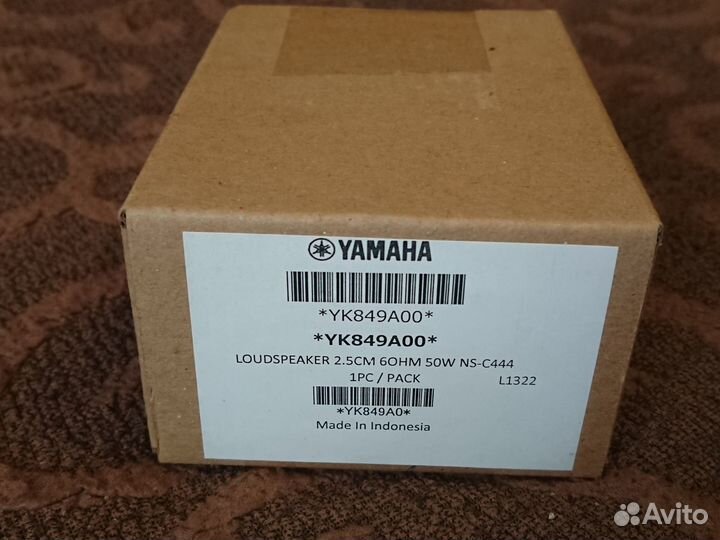 YAMAHA
*YK849A00*
*YK849A00*
LOUDSPEAKER 2.5CM 6OHM 50W NS-C444
1PC / PACK L1322
*YK849A0*
Made In Indonesia
Avito